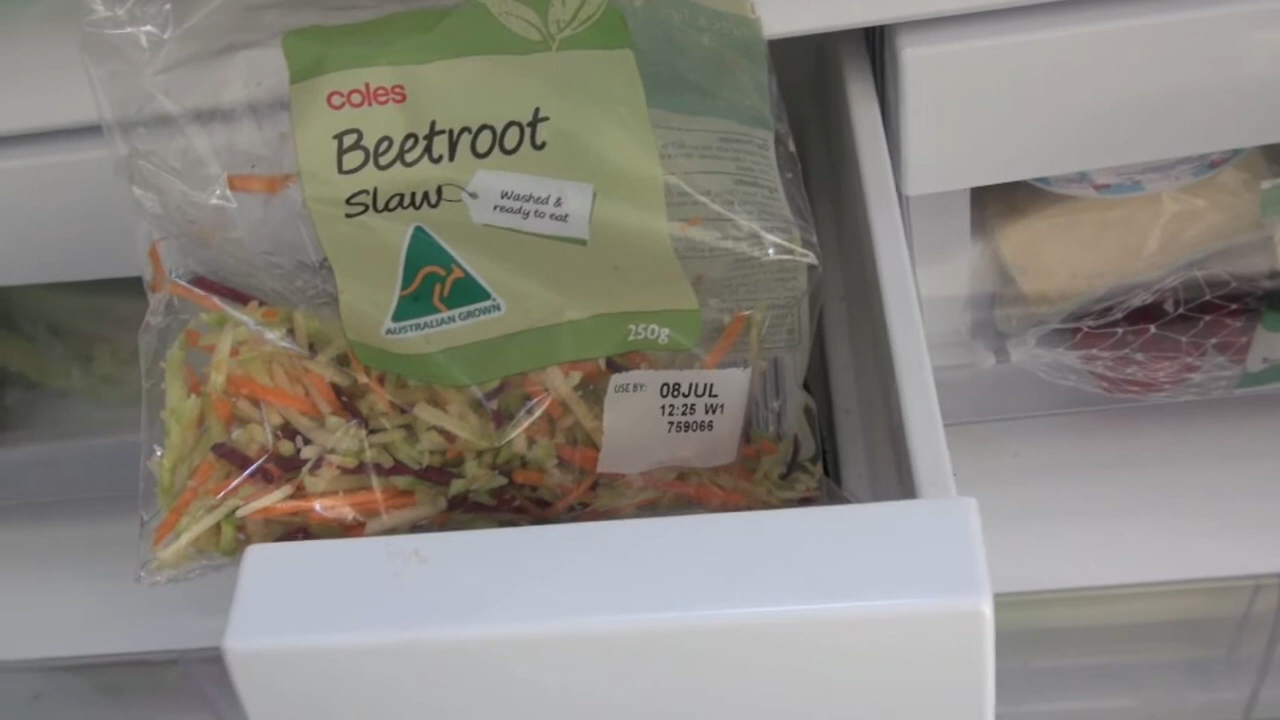 coles
Beetroot
Slaw
Washed &
ready to eat
AUSTRALIAN GROWN
250g
USE BY: 08JUL
12:25 W1
759066